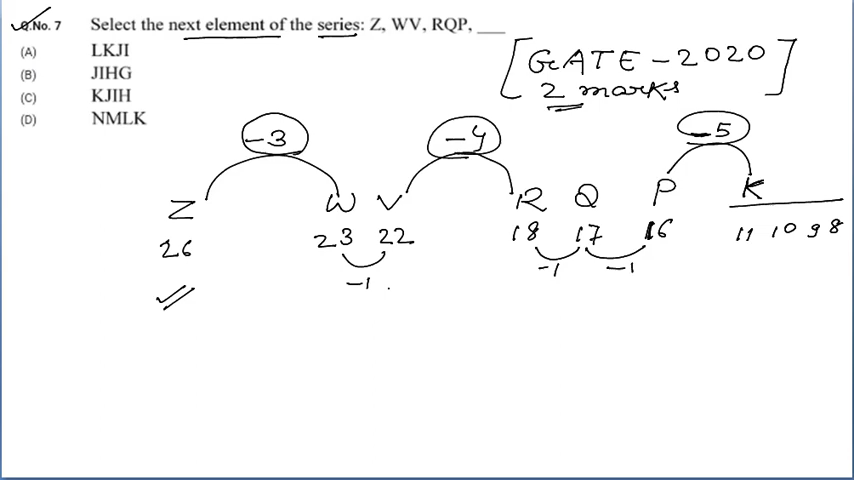 Q.No. 7 Select the next element of the series: Z, WV, RQP, ___
(A) LKJI
(B) JIHG
(C) KJIH
(D) NMLK
[GATE-2020]
2 marks
-3 -4 -5
Z W V R Q P K
26 23 22 18 17 16 11 10 9 8
-1 -1 -1